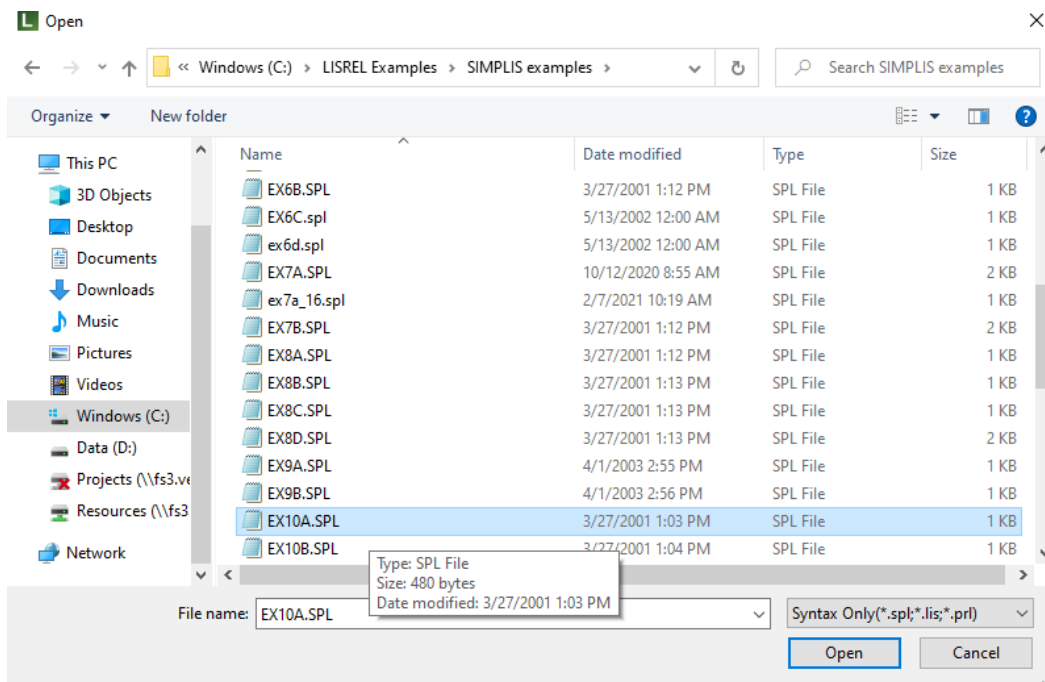 Open
« Windows (C:) › LISREL Examples › SIMPLIS examples ›
Search SIMPLIS examples
Organize
New folder
This PC
3D Objects
Desktop
Documents
Downloads
Music
Pictures
Videos
Windows (C:)
Data (D:)
Projects (\\fs3.ve
Resources (\\fs3
Network
Name Date modified Type Size
EX6B.SPL 3/27/2001 1:12 PM SPL File 1 KB
EX6C.spl 5/13/2002 12:00 AM SPL File 1 KB
ex6d.spl 5/13/2002 12:00 AM SPL File 1 KB
EX7A.SPL 10/12/2020 8:55 AM SPL File 2 KB
ex7a_16.spl 2/7/2021 10:19 AM SPL File 1 KB
EX7B.SPL 3/27/2001 1:12 PM SPL File 2 KB
EX8A.SPL 3/27/2001 1:12 PM SPL File 1 KB
EX8B.SPL 3/27/2001 1:13 PM SPL File 1 KB
EX8C.SPL 3/27/2001 1:13 PM SPL File 1 KB
EX8D.SPL 3/27/2001 1:13 PM SPL File 2 KB
EX9A.SPL 4/1/2003 2:55 PM SPL File 1 KB
EX9B.SPL 4/1/2003 2:56 PM SPL File 1 KB
EX10A.SPL 3/27/2001 1:03 PM SPL File 1 KB
EX10B.SPL 3/27/2001 1:04 PM SPL File 1 KB
Type: SPL File
Size: 480 bytes
Date modified: 3/27/2001 1:03 PM
File name: EX10A.SPL
Syntax Only(*.spl;*.lis;*.prl)
Open
Cancel